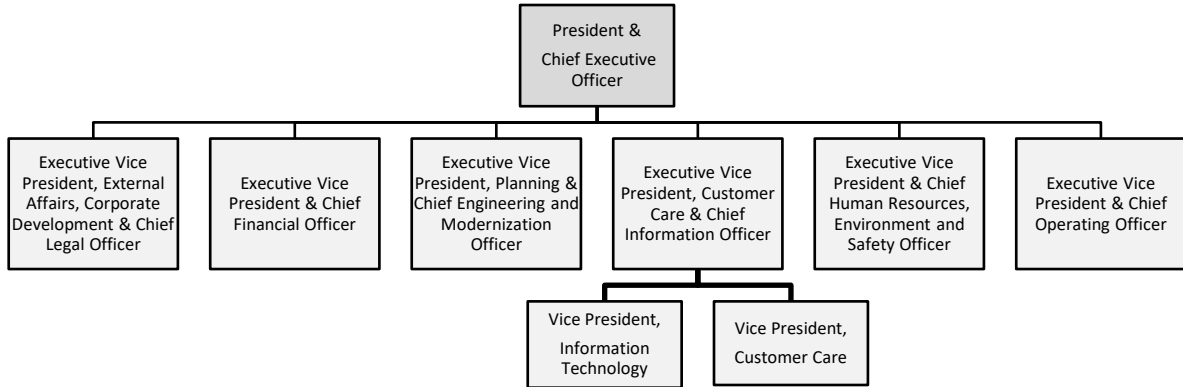 President &
Chief Executive
Officer
Executive Vice
President, External
Affairs, Corporate
Development & Chief
Legal Officer
Executive Vice
President & Chief
Financial Officer
Executive Vice
President, Planning &
Chief Engineering and
Modernization
Officer
Executive Vice
President, Customer
Care & Chief
Information Officer
Executive Vice
President & Chief
Human Resources,
Environment and
Safety Officer
Executive Vice
President & Chief
Operating Officer
Vice President,
Information
Technology
Vice President,
Customer Care